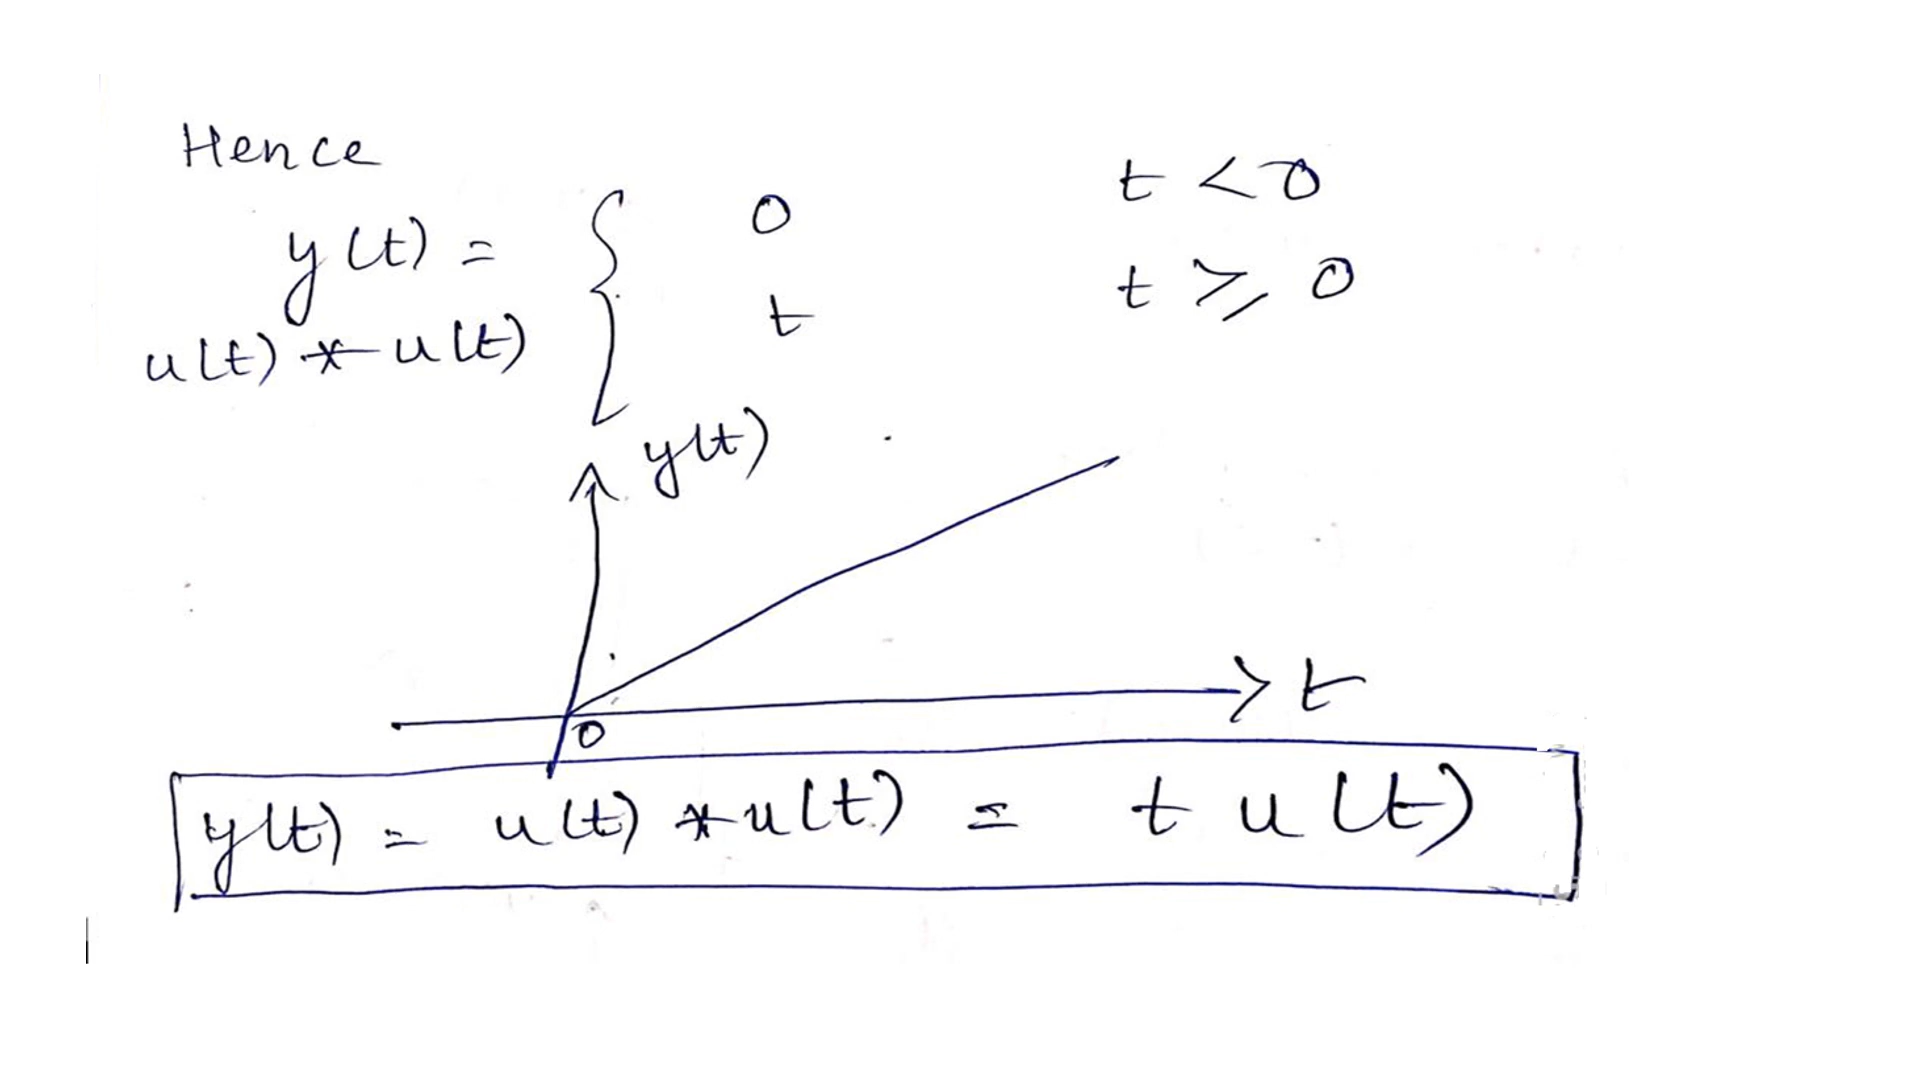 Hence
y(t) = { 0 t < 0
t t ≥ 0
u(t) * u(t)
y(t)
t
0
y(t) = u(t) * u(t) = t u(t)